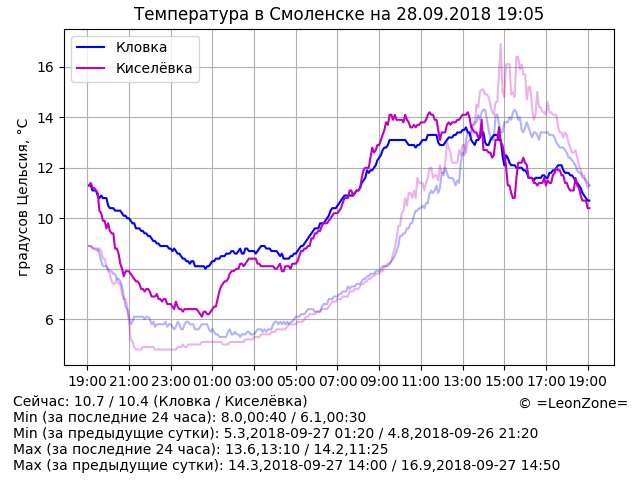 Температура в Смоленске на 28.09.2018 19:05
Кловка
Киселёвка
градусов Цельсия, °C
16
14
12
10
8
6
19:00 21:00 23:00 01:00 03:00 05:00 07:00 09:00 11:00 13:00 15:00 17:00 19:00
Сейчас: 10.7 / 10.4 (Кловка / Киселёвка)
© =LeonZone=
Min (за последние 24 часа): 8.0,00:40 / 6.1,00:30
Min (за предыдущие сутки): 5.3,2018-09-27 01:20 / 4.8,2018-09-26 21:20
Max (за последние 24 часа): 13.6,13:10 / 14.2,11:25
Max (за предыдущие сутки): 14.3,2018-09-27 14:00 / 16.9,2018-09-27 14:50